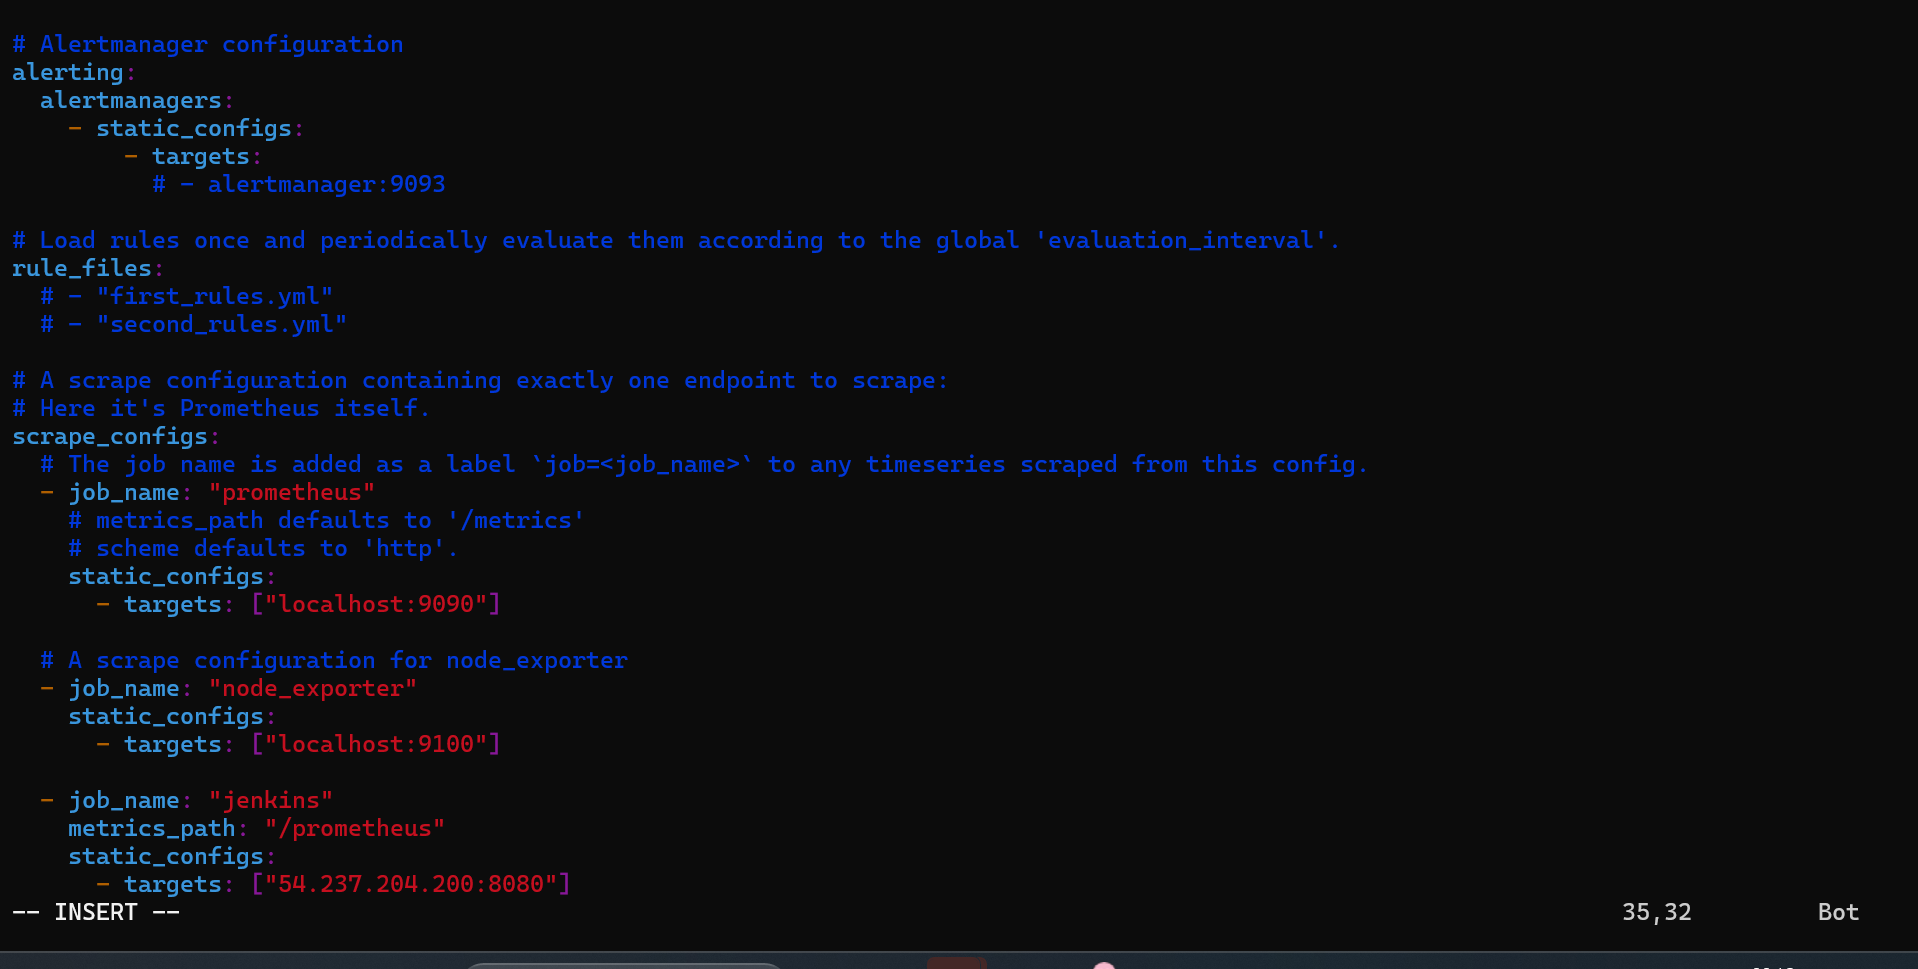 # Alertmanager configuration
alerting:
  alertmanagers:
    - static_configs:
        - targets:
          # - alertmanager:9093

# Load rules once and periodically evaluate them according to the global 'evaluation_interval'.
rule_files:
  # - "first_rules.yml"
  # - "second_rules.yml"

# A scrape configuration containing exactly one endpoint to scrape:
# Here it's Prometheus itself.
scrape_configs:
  # The job name is added as a label `job=<job_name>` to any timeseries scraped from this config.
  - job_name: "prometheus"
    # metrics_path defaults to '/metrics'
    # scheme defaults to 'http'.
    static_configs:
      - targets: ["localhost:9090"]

  # A scrape configuration for node_exporter
  - job_name: "node_exporter"
    static_configs:
      - targets: ["localhost:9100"]

  - job_name: "jenkins"
    metrics_path: "/prometheus"
    static_configs:
      - targets: ["54.237.204.200:8080"]
-- INSERT -- 35,32 Bot